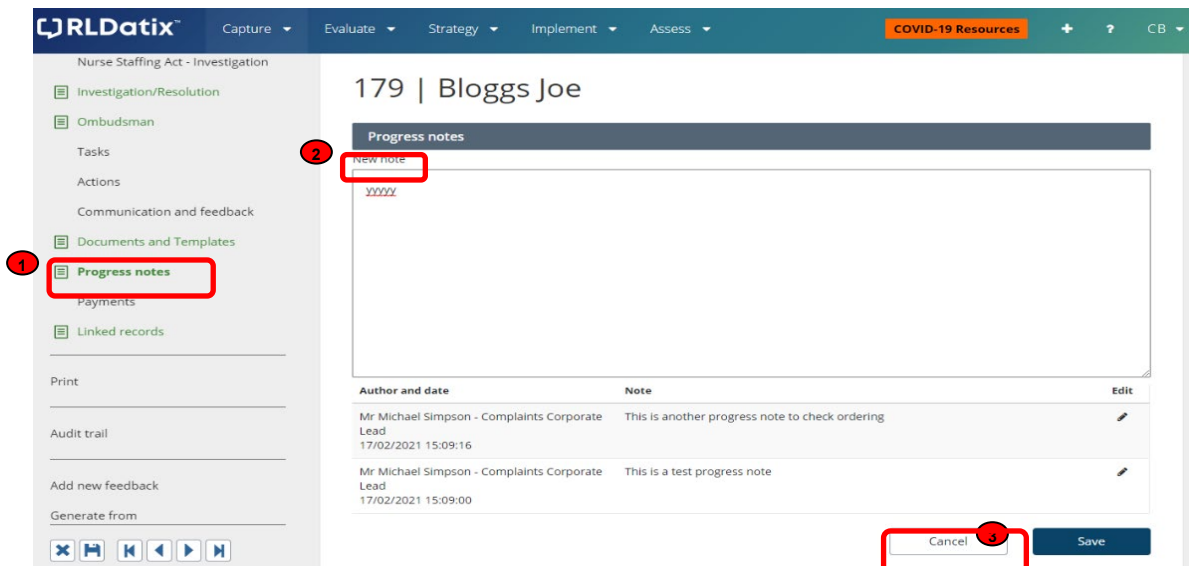 RLDatix™ Capture Evaluate Strategy Implement Assess COVID-19 Resources + ? CB
Nurse Staffing Act - Investigation
Investigation/Resolution
Ombudsman
Tasks
Actions
Communication and feedback
Documents and Templates
1
Progress notes
Payments
Linked records
Print
Audit trail
Add new feedback
Generate from
179 | Bloggs Joe
Progress notes
2
New note
yyyyy
Author and date Note Edit
Mr Michael Simpson - Complaints Corporate This is another progress note to check ordering
Lead
17/02/2021 15:09:16
Mr Michael Simpson - Complaints Corporate This is a test progress note
Lead
17/02/2021 15:09:00
Cancel 3 Save